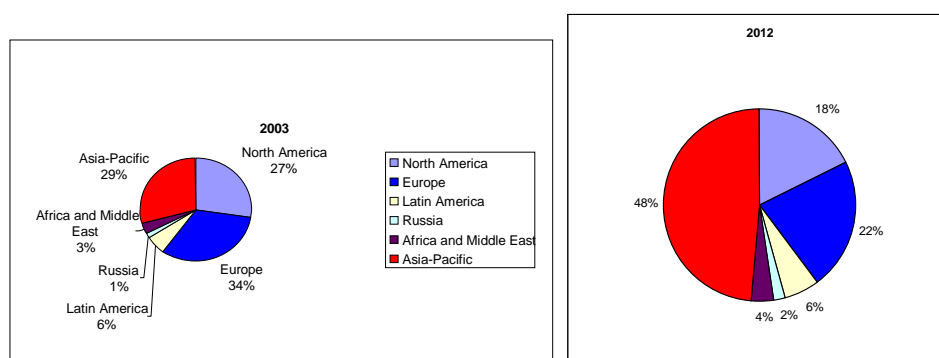 2003
North America
27%
Europe
34%
Latin America
6%
Russia
1%
Africa and Middle
East
3%
Asia-Pacific
29%
North America
Europe
Latin America
Russia
Africa and Middle East
Asia-Pacific
2012
18%
22%
6%
2%
4%
48%